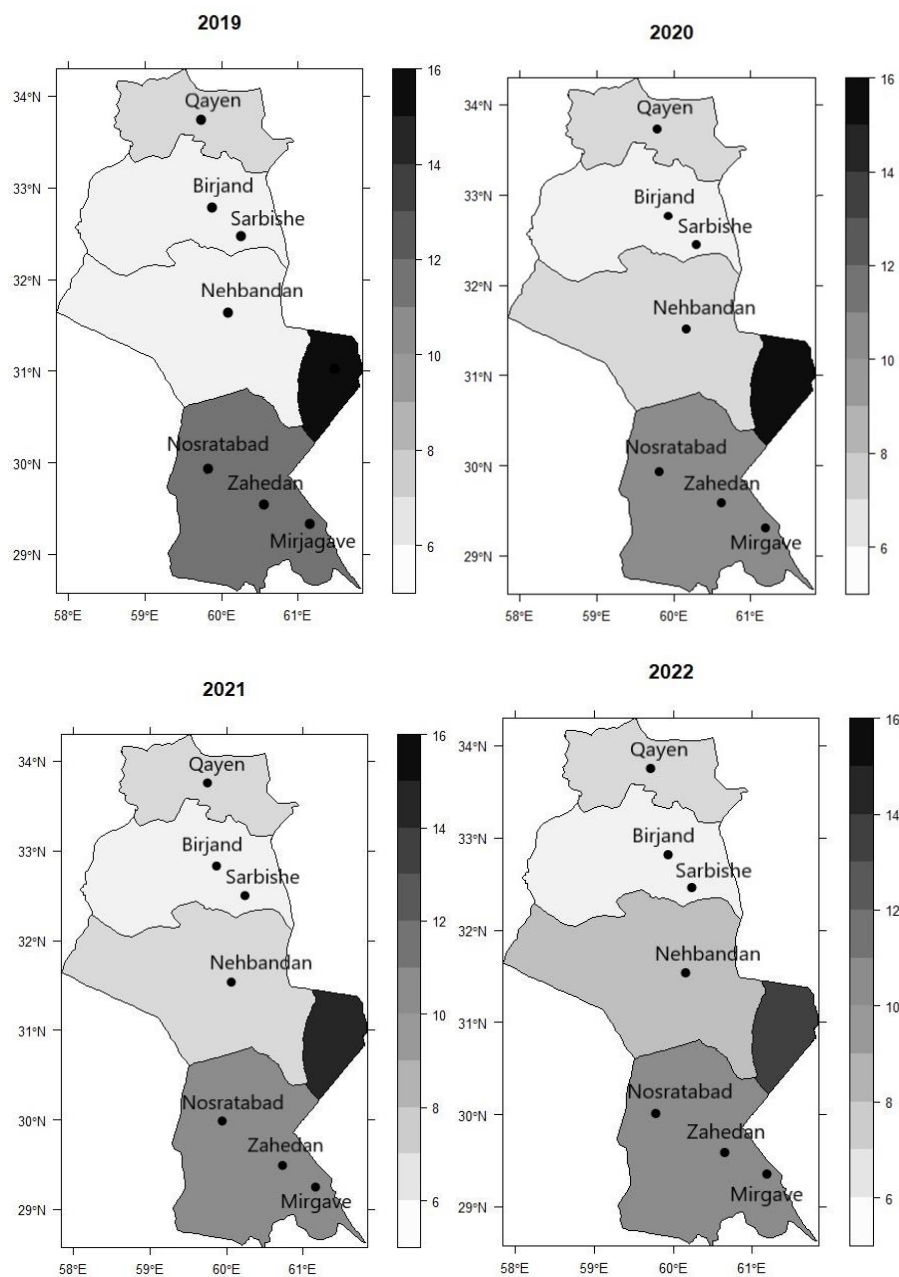 2019
34°N
33°N
32°N
31°N
30°N
29°N
58°E
59°E
60°E
61°E
Qayen
Birjand
Sarbishe
Nehbandan
Nosratabad
Zahedan
Mirjagave
16
14
12
10
8
6
2020
34°N
33°N
32°N
31°N
30°N
29°N
58°E
59°E
60°E
61°E
Qayen
Birjand
Sarbishe
Nehbandan
Nosratabad
Zahedan
Mirgave
16
14
12
10
8
6
2021
34°N
33°N
32°N
31°N
30°N
29°N
58°E
59°E
60°E
61°E
Qayen
Birjand
Sarbishe
Nehbandan
Nosratabad
Zahedan
Mirgave
16
14
12
10
8
6
2022
34°N
33°N
32°N
31°N
30°N
29°N
58°E
59°E
60°E
61°E
Qayen
Birjand
Sarbishe
Nehbandan
Nosratabad
Zahedan
Mirgave
16
14
12
10
8
6